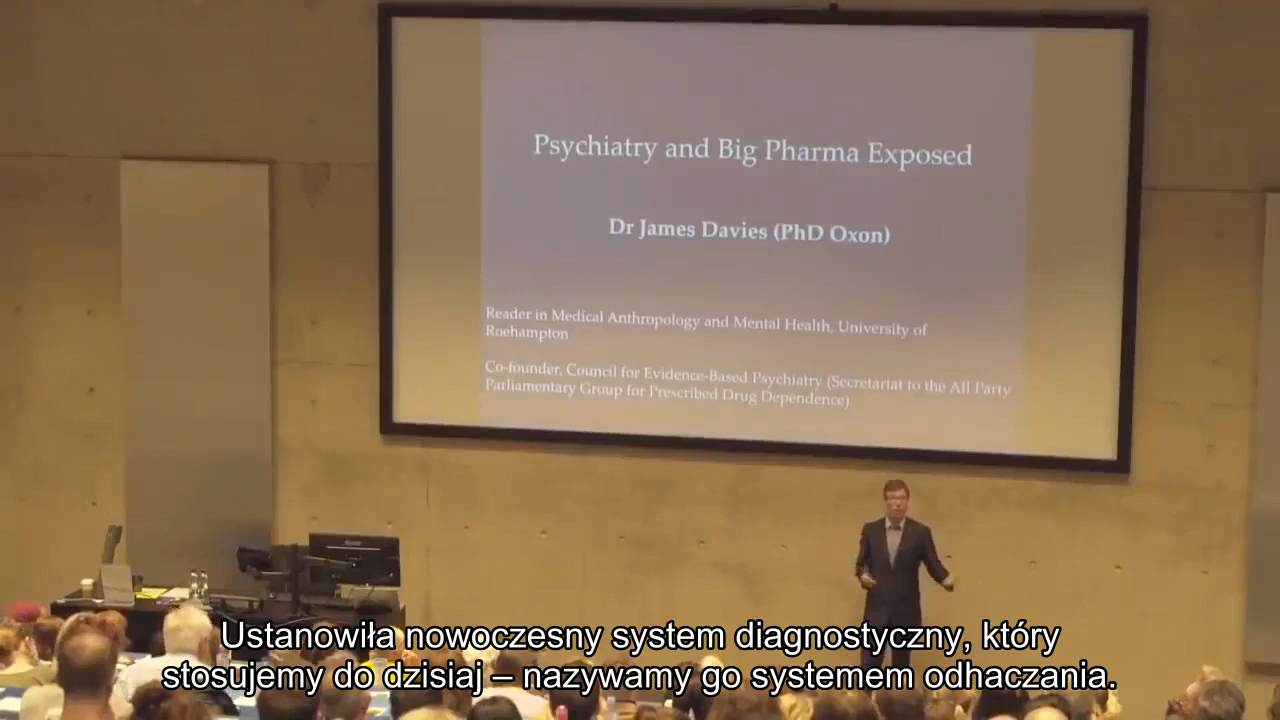 Psychiatry and Big Pharma Exposed
Dr James Davies (PhD Oxon)
Reader in Medical Anthropology and Mental Health, University of
Roehampton
Co-founder, Council for Evidence-Based Psychiatry (Secretariat to the All Party
Parliamentary Group for Prescribed Drug Dependence)
Ustanowiła nowoczesny system diagnostyczny, który
stosujemy do dzisiaj – nazywamy go systemem odhaczania.